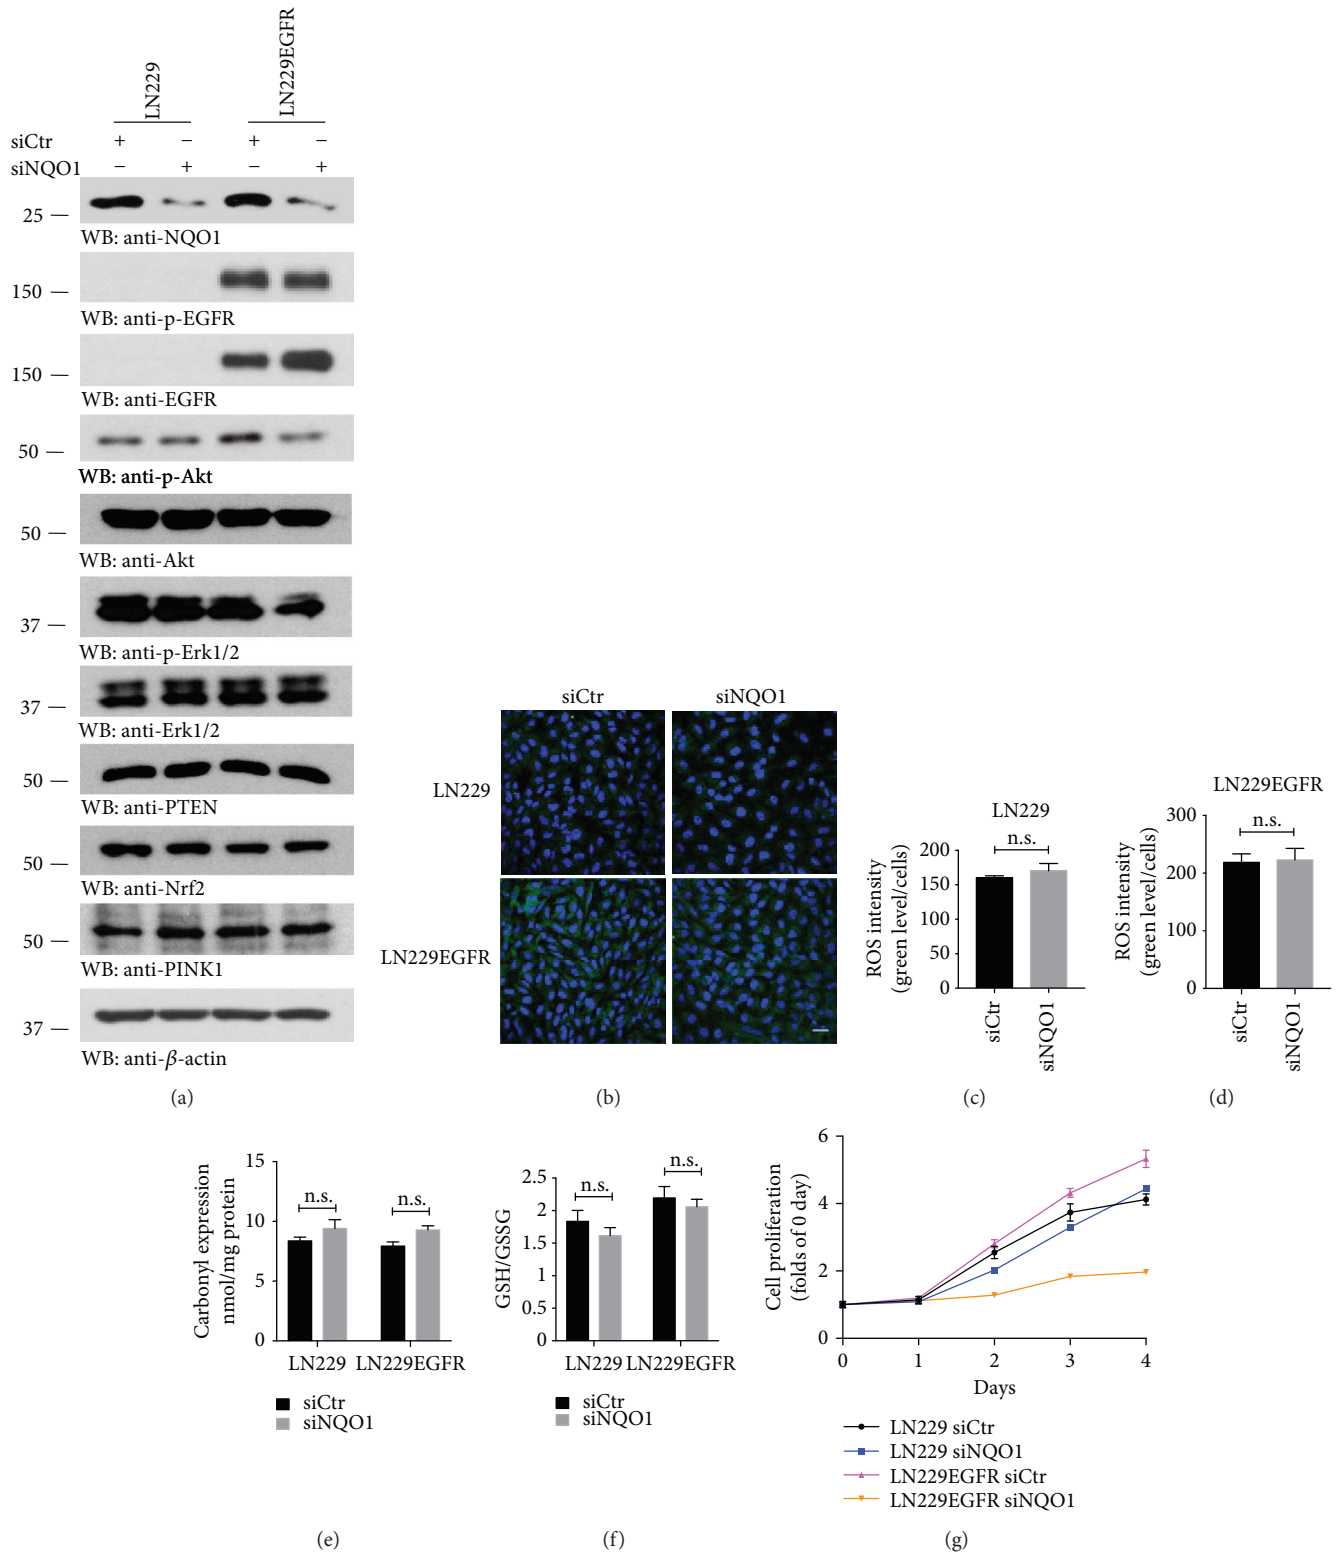 LN229
LN229EGFR
siCtr + − + −
siNQO1 − + − +
25 —
WB: anti-NQO1
150 —
WB: anti-p-EGFR
150 —
WB: anti-EGFR
50 —
WB: anti-p-Akt
50 —
WB: anti-Akt
37 —
WB: anti-p-Erk1/2
37 —
WB: anti-Erk1/2
50 —
WB: anti-PTEN
50 —
WB: anti-Nrf2
50 —
WB: anti-PINK1
37 —
WB: anti-β-actin
(a)
siCtr siNQO1
LN229
LN229EGFR
(b)
LN229
n.s.
200
150
100
50
0
ROS intensity
(green level/cells)
siCtr
siNQO1
(c)
LN229EGFR
n.s.
300
200
100
0
ROS intensity
(green level/cells)
siCtr
siNQO1
(d)
15
10
5
0
Carbonyl expression
nmol/mg protein
n.s. n.s.
LN229 LN229EGFR
siCtr
siNQO1
(e)
2.5
2
1.5
1
0.5
0
GSH/GSSG
n.s. n.s.
LN229 LN229EGFR
siCtr
siNQO1
(f)
6
4
2
0
Cell proliferation
(folds of 0 day)
0 1 2 3 4
Days
LN229 siCtr
LN229 siNQO1
LN229EGFR siCtr
LN229EGFR siNQO1
(g)